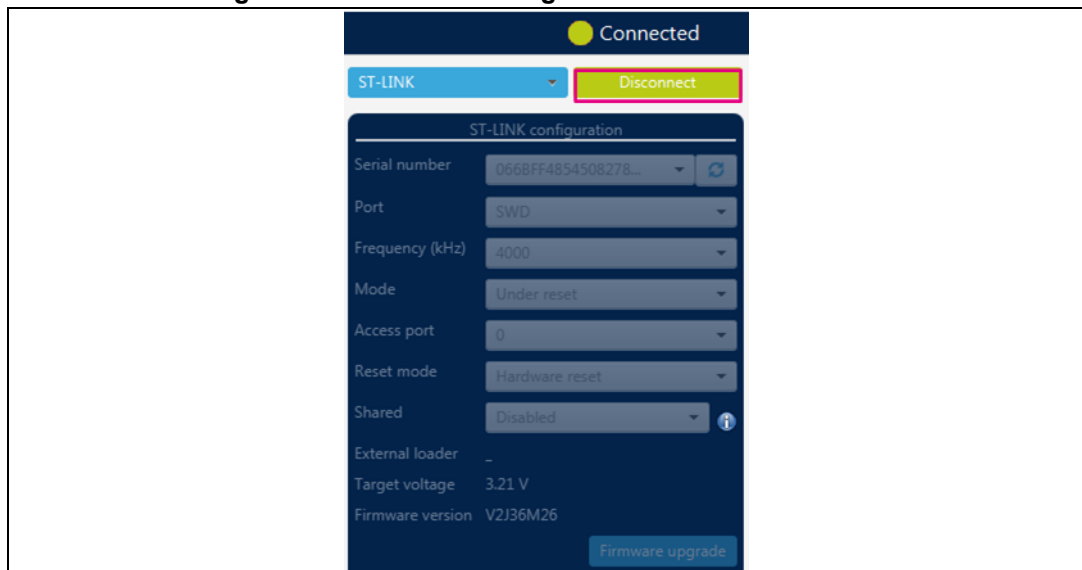 Connected
ST-LINK Disconnect
ST-LINK configuration
Serial number 066BFF4854508278...
Port SWD
Frequency (kHz) 4000
Mode Under reset
Access port 0
Reset mode Hardware reset
Shared Disabled
External loader _
Target voltage 3.21 V
Firmware version V2J36M26
Firmware upgrade